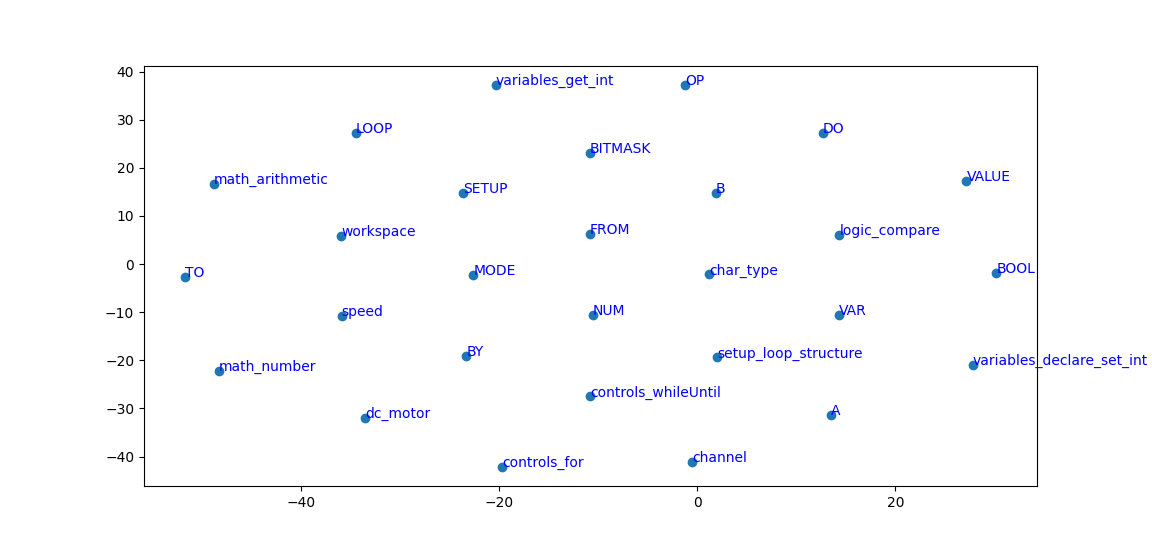 40
variables_get_int
OP
30
LOOP
DO
BITMASK
20
math_arithmetic
VALUE
SETUP
B
10
workspace
FROM
logic_compare
0
TO
MODE
char_type
BOOL
−10
speed
NUM
VAR
−20
BY
setup_loop_structure
math_number
variables_declare_set_int
−30
controls_whileUntil
dc_motor
A
−40
controls_for
channel
−40
−20
0
20